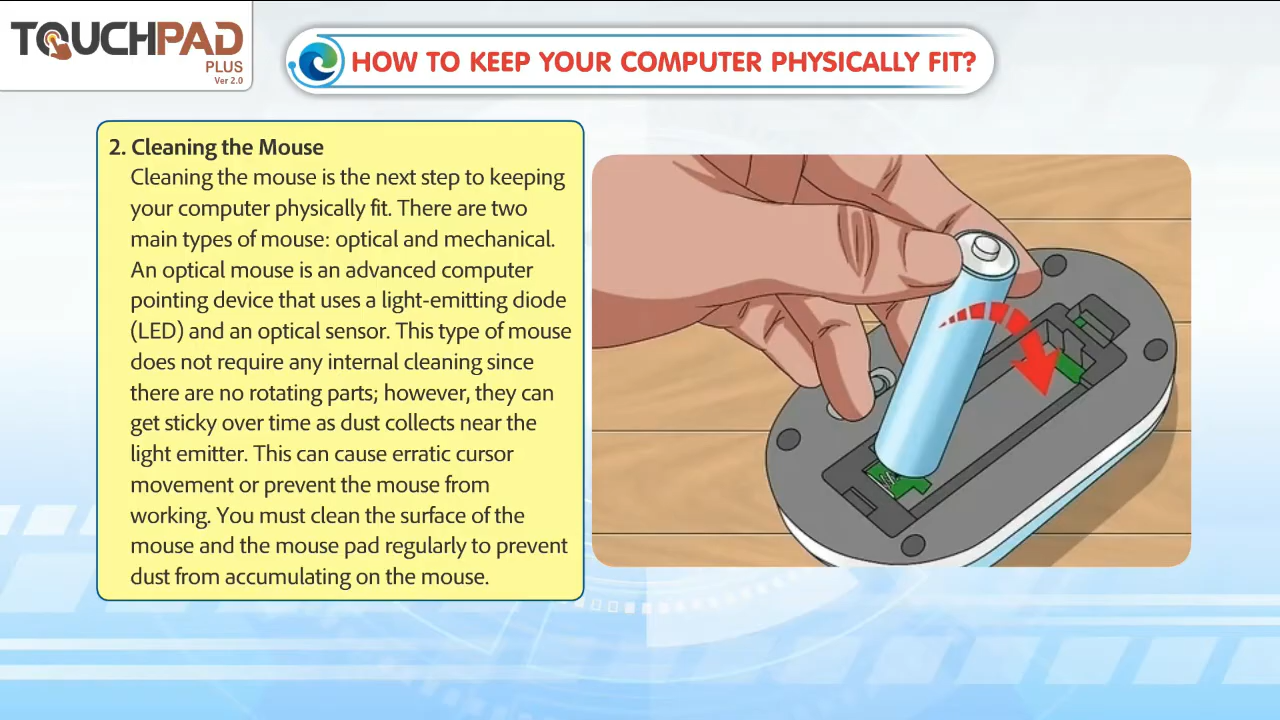 TOUCHPAD
PLUS
Ver 2.0
HOW TO KEEP YOUR COMPUTER PHYSICALLY FIT?
2. Cleaning the Mouse
Cleaning the mouse is the next step to keeping
your computer physically fit. There are two
main types of mouse: optical and mechanical.
An optical mouse is an advanced computer
pointing device that uses a light-emitting diode
(LED) and an optical sensor. This type of mouse
does not require any internal cleaning since
there are no rotating parts; however, they can
get sticky over time as dust collects near the
light emitter. This can cause erratic cursor
movement or prevent the mouse from
working. You must clean the surface of the
mouse and the mouse pad regularly to prevent
dust from accumulating on the mouse.